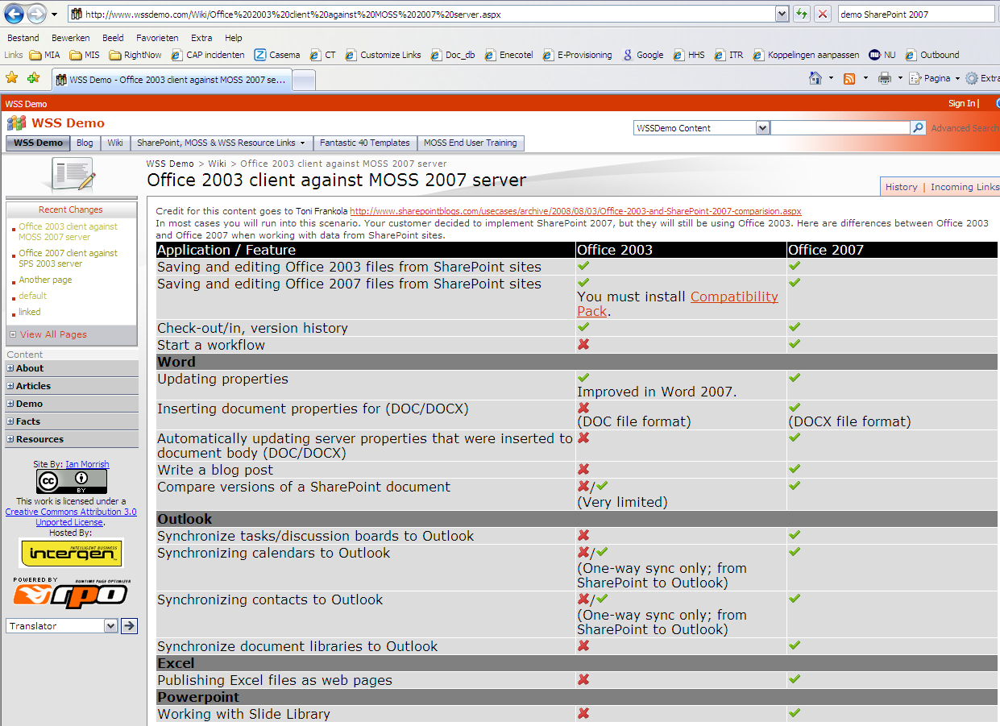 http://www.wssdemo.com/Wiki/Office%202003%20client%20against%20MOSS%202007%20server.aspx
demo SharePoint 2007
Bestand Bewerken Beeld Favorieten Extra Help
Links MIA MIS RightNow CAP incidenten Casema CT Customize Links Doc_db Enecotel E-Provisioning Google HHS ITR Koppelingen aanpassen NU Outbound
WSS Demo - Office 2003 client against MOSS 2007 se...
Pagina Extra
WSS Demo
Sign In |
WSS Demo
WSSDemo Content
Advanced Search
WSS Demo Blog Wiki SharePoint, MOSS & WSS Resource Links Fantastic 40 Templates MOSS End User Training
WSS Demo > Wiki > Office 2003 client against MOSS 2007 server
Office 2003 client against MOSS 2007 server
History | Incoming Links
Recent Changes
Office 2003 client against
MOSS 2007 server
Office 2007 client against
SPS 2003 server
Another page
default
linked
View All Pages
Content
About
Articles
Demo
Facts
Resources
Site By: Ian Morrish
CC BY
This work is licensed under a
Creative Commons Attribution 3.0
Unported License.
Hosted By:
INTELLIGENT BUSINESS
intergen
POWERED BY
RUNTIME PAGE OPTIMIZER
rpo
Translator
Credit for this content goes to Toni Frankola http://www.sharepointblogs.com/usecases/archive/2008/08/03/Office-2003-and-SharePoint-2007-comparision.aspx
In most cases you will run into this scenario. Your customer decided to implement SharePoint 2007, but they will still be using Office 2003. Here are differences between Office 2003
and Office 2007 when working with data from SharePoint sites.
Application / Feature Office 2003 Office 2007
Saving and editing Office 2003 files from SharePoint sites
Saving and editing Office 2007 files from SharePoint sites
You must install Compatibility
Pack.
Check-out/in, version history
Start a workflow
Word
Updating properties
Improved in Word 2007.
Inserting document properties for (DOC/DOCX)
(DOC file format) (DOCX file format)
Automatically updating server properties that were inserted to
document body (DOC/DOCX)
Write a blog post
Compare versions of a SharePoint document
/
(Very limited)
Outlook
Synchronize tasks/discussion boards to Outlook
Synchronizing calendars to Outlook
/
(One-way sync only; from
SharePoint to Outlook)
Synchronizing contacts to Outlook
/
(One-way sync only; from
SharePoint to Outlook)
Synchronize document libraries to Outlook
Excel
Publishing Excel files as web pages
Powerpoint
Working with Slide Library